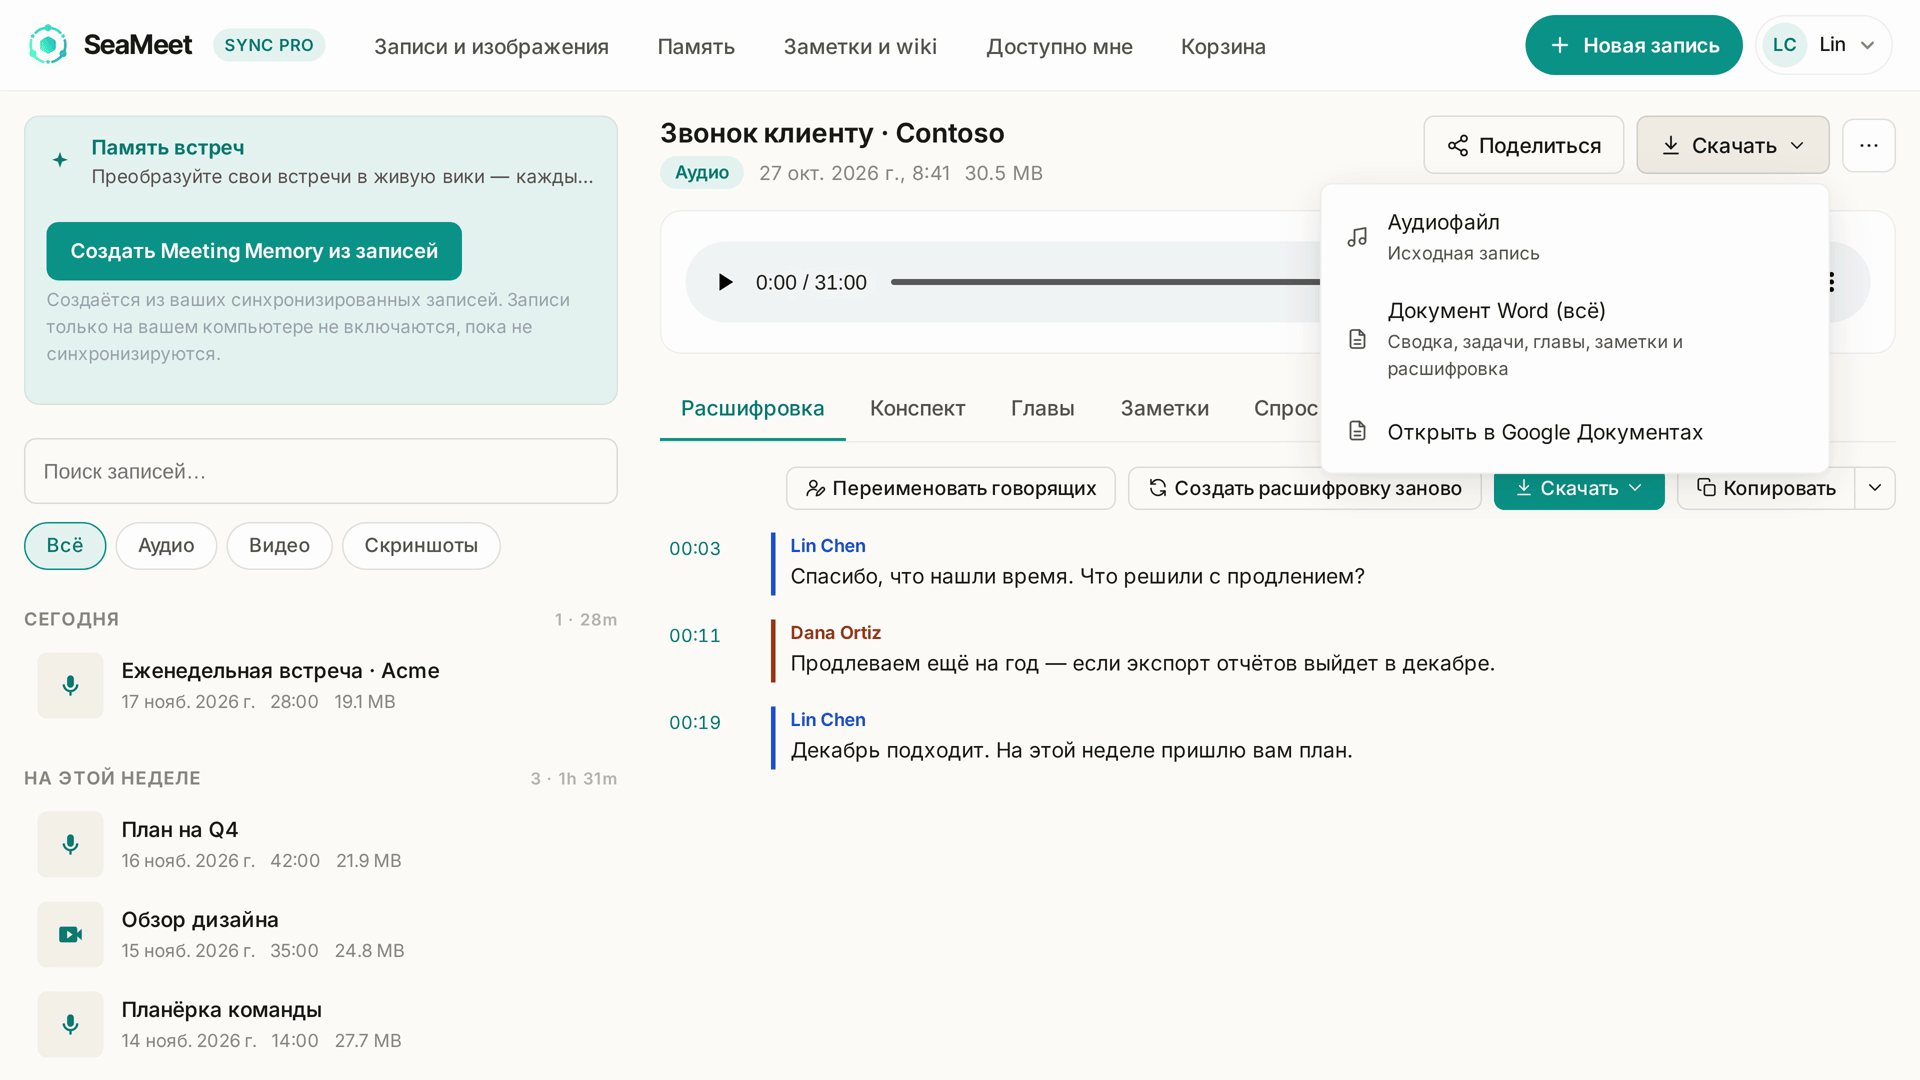 SeaMeet
SYNC PRO
Записи и изображения
Память
Заметки и wiki
Доступно мне
Корзина
Новая запись
LC
Lin
Память встреч
Преобразуйте свои встречи в живую вики — кажды...
Создать Meeting Memory из записей
Создаётся из ваших синхронизированных записей. Записи
только на вашем компьютере не включаются, пока не
синхронизируются.
Поиск записей...
Всё
Аудио
Видео
Скриншоты
СЕГОДНЯ
1 · 28m
Еженедельная встреча · Acme
17 нояб. 2026 г. 28:00 19.1 MB
НА ЭТОЙ НЕДЕЛЕ
3 · 1h 31m
План на Q4
16 нояб. 2026 г. 42:00 21.9 MB
Обзор дизайна
15 нояб. 2026 г. 35:00 24.8 MB
Планёрка команды
14 нояб. 2026 г. 14:00 27.7 MB
Звонок клиенту · Contoso
Аудио
27 окт. 2026 г., 8:41 30.5 MB
Поделиться
Скачать
Аудиофайл
Исходная запись
Документ Word (всё)
Сводка, задачи, главы, заметки и
расшифровка
Открыть в Google Документах
0:00 / 31:00
Расшифровка
Конспект
Главы
Заметки
Спрос
Переименовать говорящих
Создать расшифровку заново
Скачать
Копировать
00:03
Lin Chen
Спасибо, что нашли время. Что решили с продлением?
00:11
Dana Ortiz
Продлеваем ещё на год — если экспорт отчётов выйдет в декабре.
00:19
Lin Chen
Декабрь подходит. На этой неделе пришлю вам план.